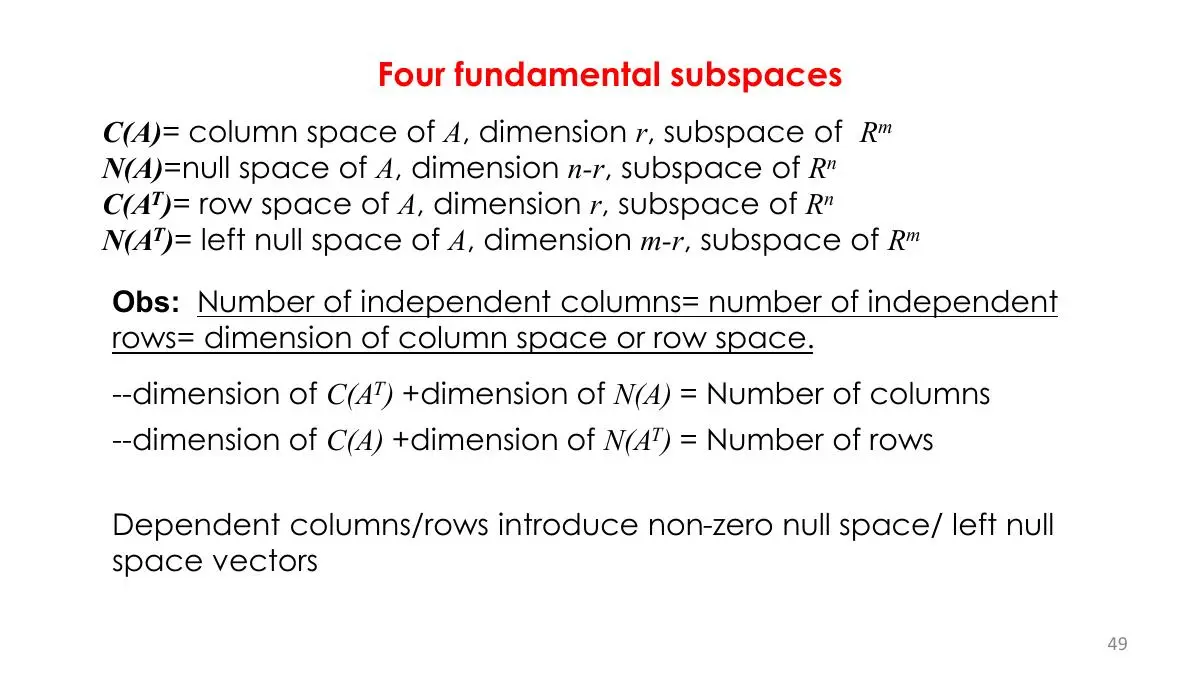 Four fundamental subspaces
C(A)= column space of A, dimension r, subspace of Rᵐ
N(A)=null space of A, dimension n-r, subspace of Rⁿ
C(Aᵀ)= row space of A, dimension r, subspace of Rⁿ
N(Aᵀ)= left null space of A, dimension m-r, subspace of Rᵐ
Obs: Number of independent columns= number of independent
rows= dimension of column space or row space.
--dimension of C(Aᵀ) +dimension of N(A) = Number of columns
--dimension of C(A) +dimension of N(Aᵀ) = Number of rows
Dependent columns/rows introduce non-zero null space/ left null
space vectors
49